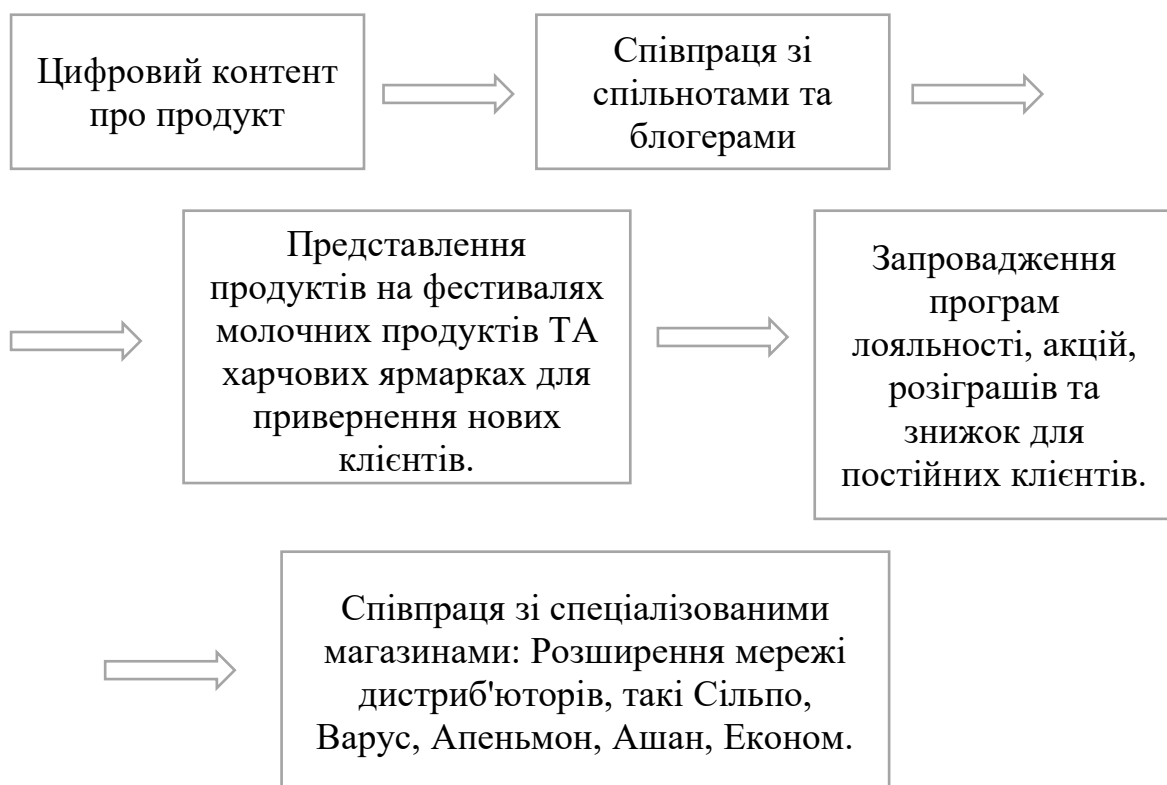 Цифровий контент
про продукт
Співпраця зі
спільнотами та
блогерами
Представлення
продуктів на фестивалях
молочних продуктів ТА
харчових ярмарках для
привернення нових
клієнтів.
Запровадження
програм
лояльності, акцій,
розіграшів та
знижок для
постійних клієнтів.
Співпраця зі спеціалізованими
магазинами: Розширення мережі
дистриб'юторів, такі Сільпо,
Варус, Апеньмон, Ашан, Економ.